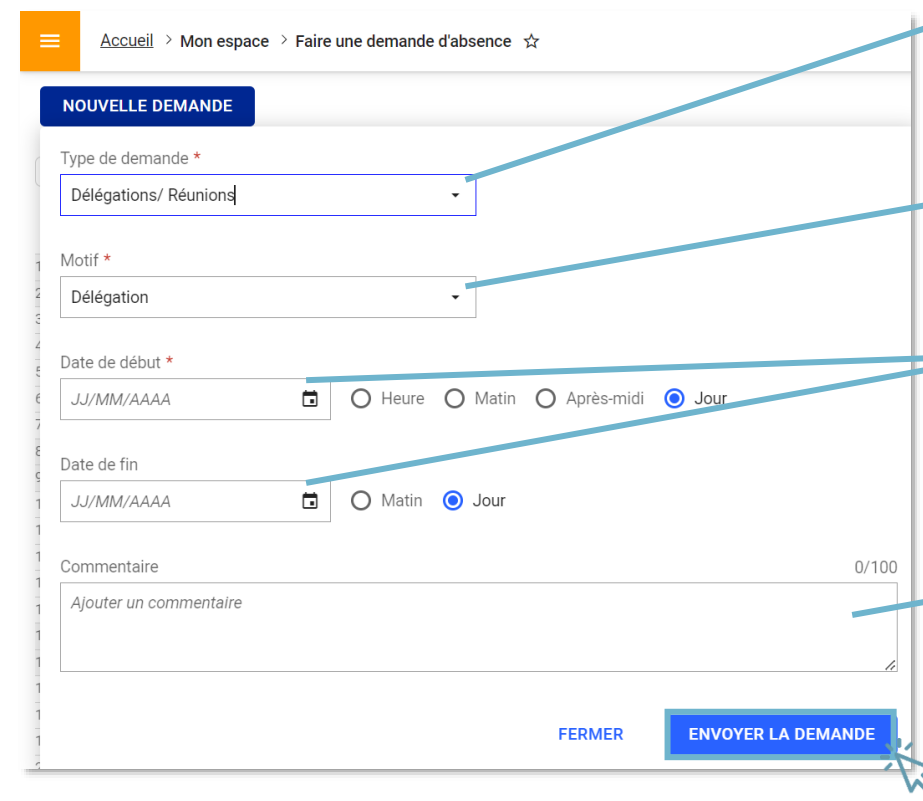 Accueil > Mon espace > Faire une demande d'absence
NOUVELLE DEMANDE
Type de demande *
Délégations/ Réunions
Motif *
Délégation
Date de début *
JJ/MM/AAAA Heure Matin Après-midi Jour
Date de fin
JJ/MM/AAAA Matin Jour
Commentaire 0/100
Ajouter un commentaire
FERMER ENVOYER LA DEMANDE